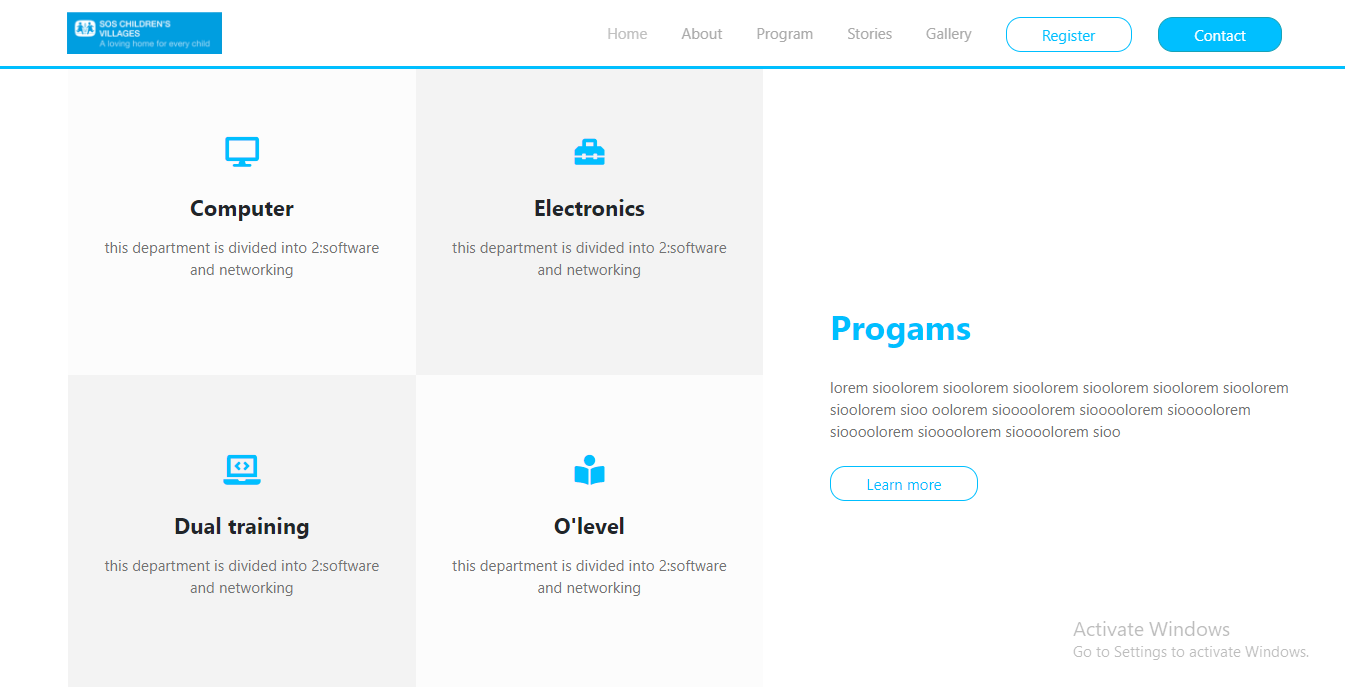 SOS CHILDREN'S
VILLAGES
A loving home for every child
Home About Program Stories Gallery Register Contact
Computer
this department is divided into 2:software
and networking
Electronics
this department is divided into 2:software
and networking
Dual training
this department is divided into 2:software
and networking
O'level
this department is divided into 2:software
and networking
Progams
lorem sioolorem sioolorem sioolorem sioolorem sioolorem sioolorem
sioolorem sioo oolorem sioooolorem sioooolorem sioooolorem
sioooolorem sioooolorem sioooolorem sioo
Learn more
Activate Windows
Go to Settings to activate Windows.